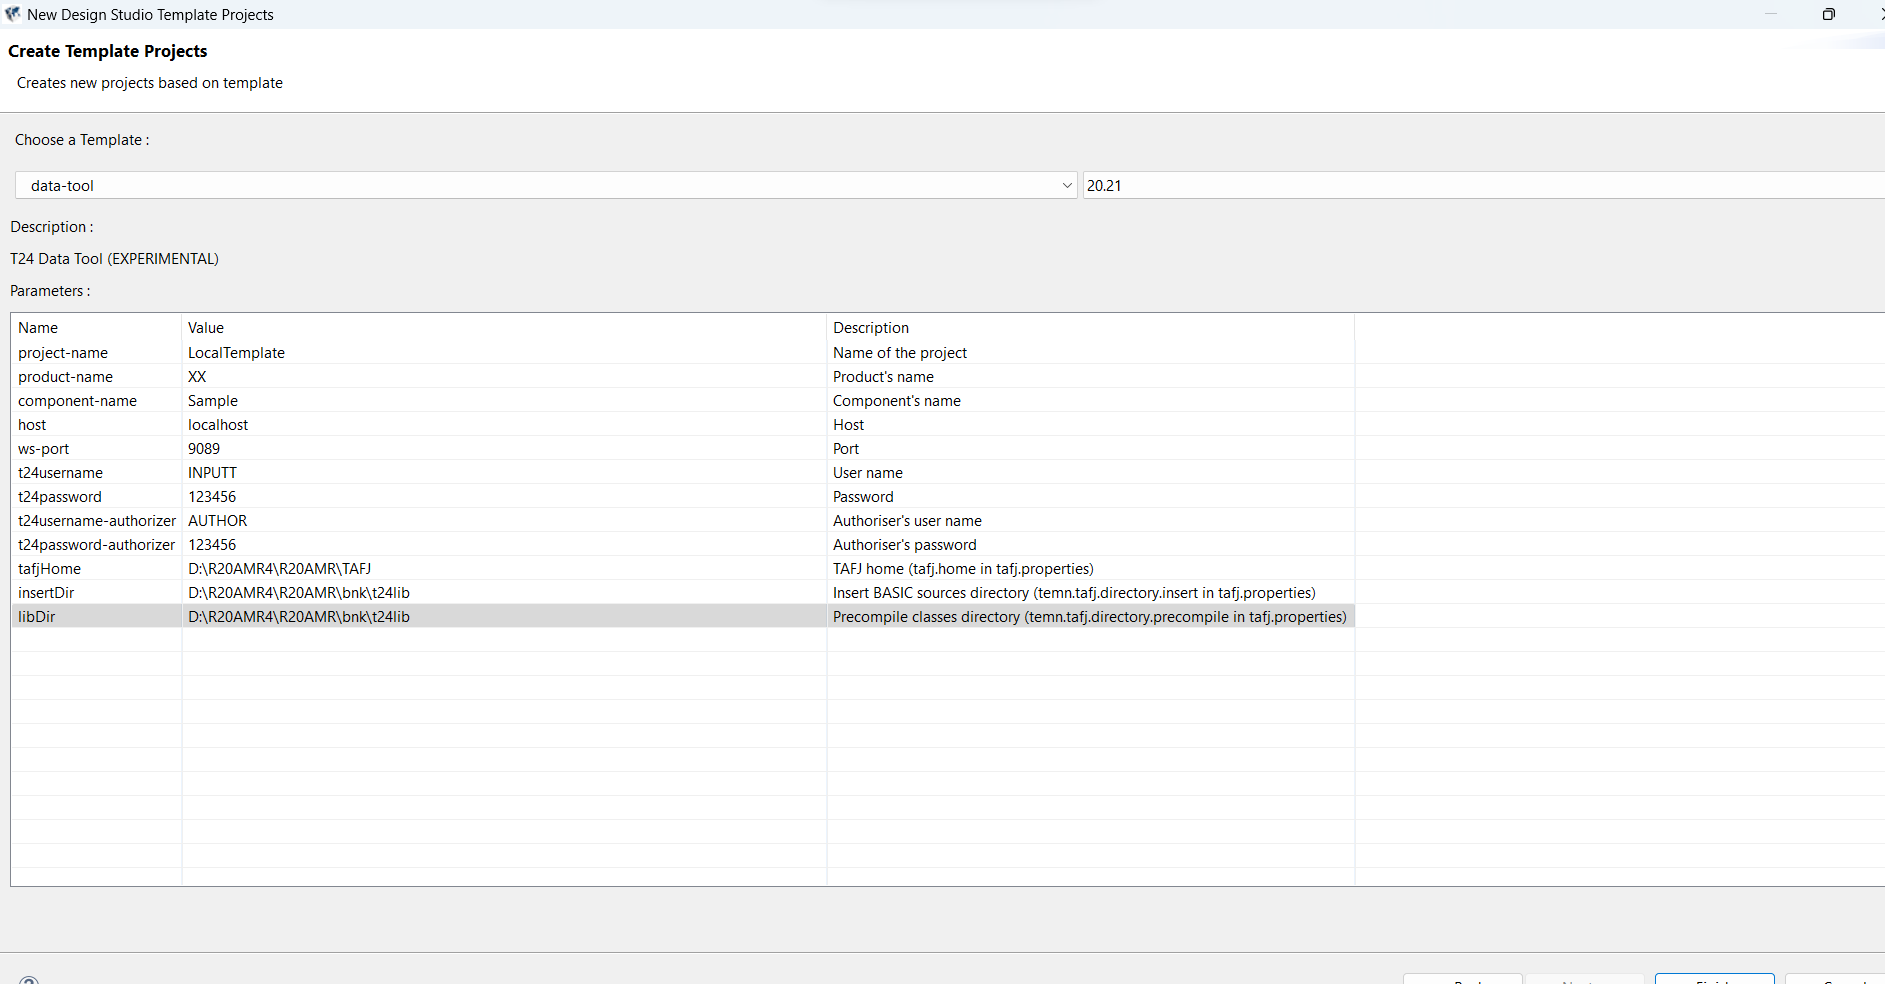 New Design Studio Template Projects
Create Template Projects
Creates new projects based on template
Choose a Template :
data-tool 20.21
Description :
T24 Data Tool (EXPERIMENTAL)
Parameters :
Name Value Description
project-name LocalTemplate Name of the project
product-name XX Product's name
component-name Sample Component's name
host localhost Host
ws-port 9089 Port
t24username INPUTT User name
t24password 123456 Password
t24username-authorizer AUTHOR Authoriser's user name
t24password-authorizer 123456 Authoriser's password
tafjHome D:\R20AMR4\R20AMR\TAFJ TAFJ home (tafj.home in tafj.properties)
insertDir D:\R20AMR4\R20AMR\bnk\t24lib Insert BASIC sources directory (temn.tafj.directory.insert in tafj.properties)
libDir D:\R20AMR4\R20AMR\bnk\t24lib Precompile classes directory (temn.tafj.directory.precompile in tafj.properties)